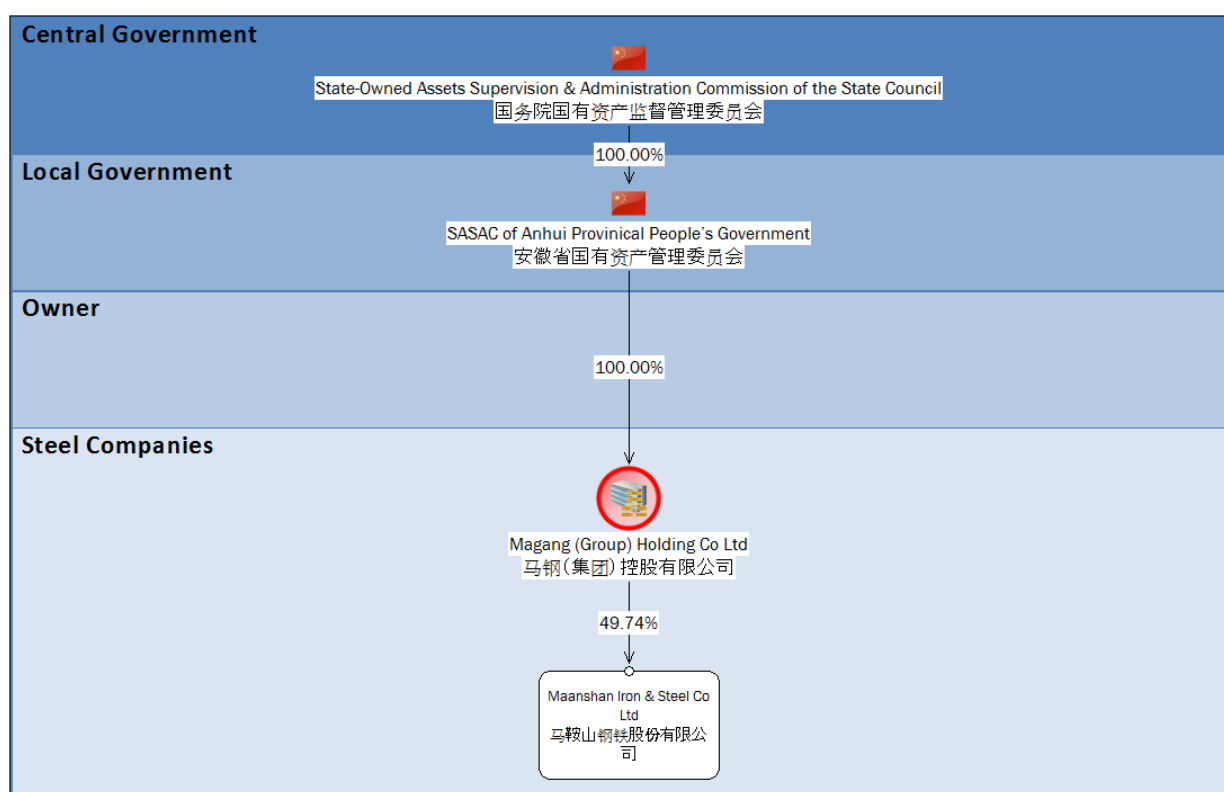 Central Government
State-Owned Assets Supervision & Administration Commission of the State Council
国务院国有资产监督管理委员会
100.00%
Local Government
SASAC of Anhui Provinical People's Government
安徽省国有资产管理委员会
Owner
100.00%
Steel Companies
Magang (Group) Holding Co Ltd
马钢(集团)控股有限公司
49.74%
Maanshan Iron & Steel Co
Ltd
马鞍山钢铁股份有限公
司